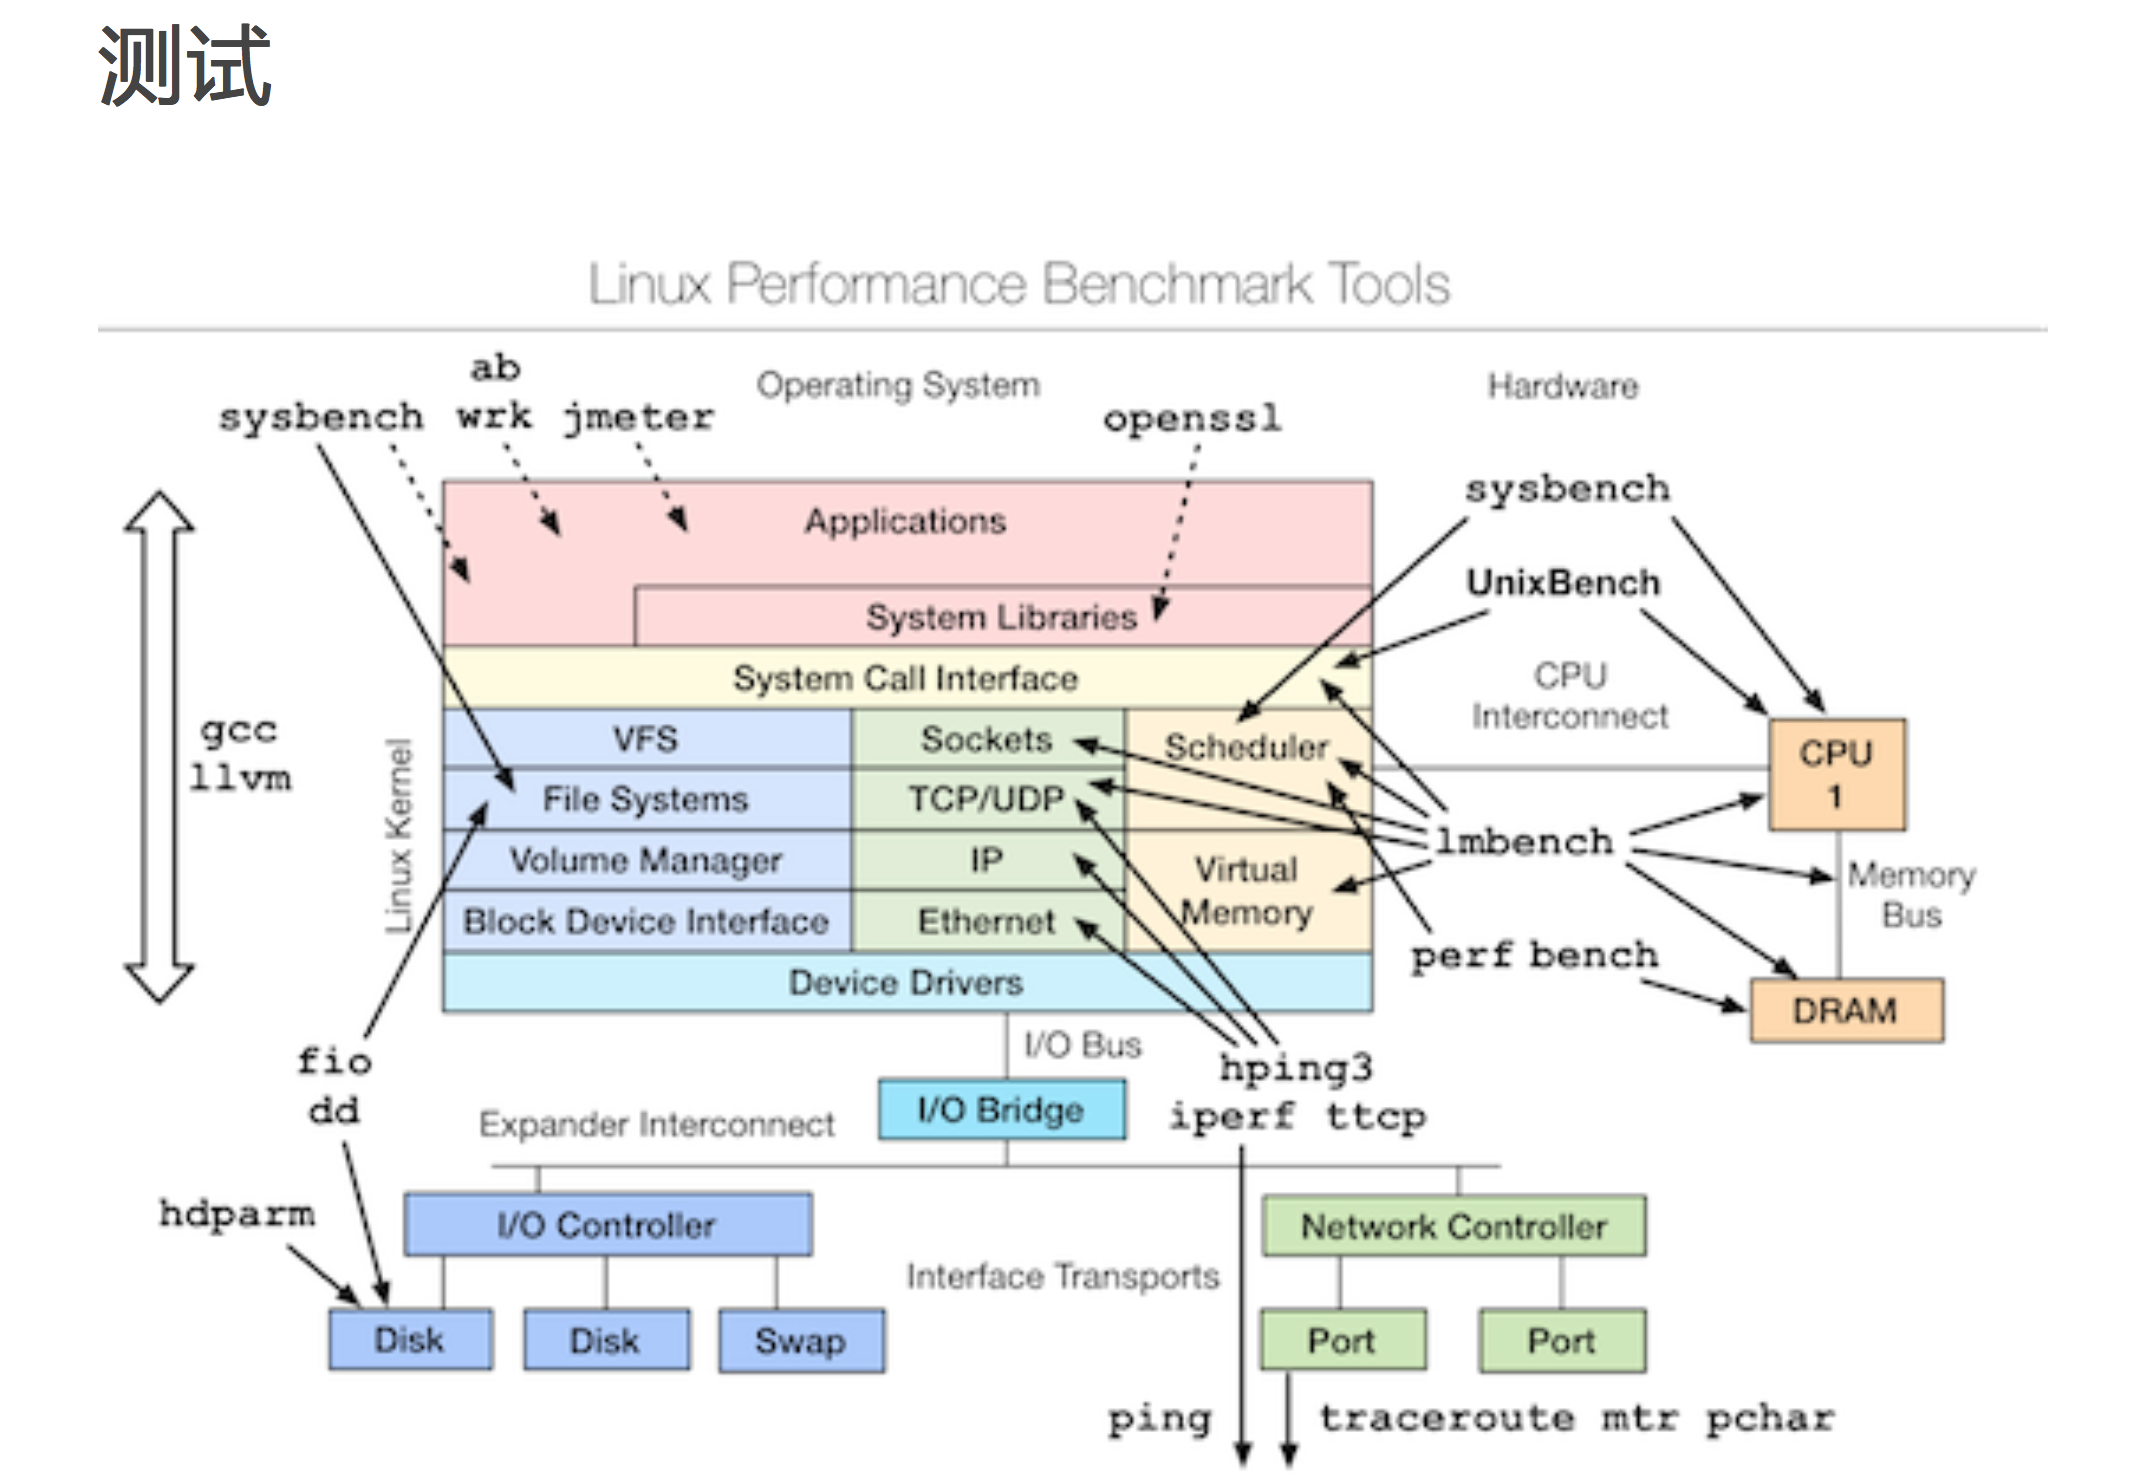 测试
Linux Performance Benchmark Tools
Operating System
Hardware
ab
sysbench wrk jmeter
openssl
sysbench
Applications
UnixBench
System Libraries
System Call Interface
CPU
Interconnect
gcc
llvm
Linux Kernel
VFS
Sockets
Scheduler
File Systems
TCP/UDP
Volume Manager
IP
Virtual
Memory
Block Device Interface
Ethernet
Device Drivers
CPU
1
lmbench
Memory
Bus
perf bench
DRAM
I/O Bus
fio
dd
hping3
iperf ttcp
I/O Bridge
Expander Interconnect
hdparm
I/O Controller
Network Controller
Interface Transports
Disk
Disk
Swap
Port
Port
ping
traceroute mtr pchar